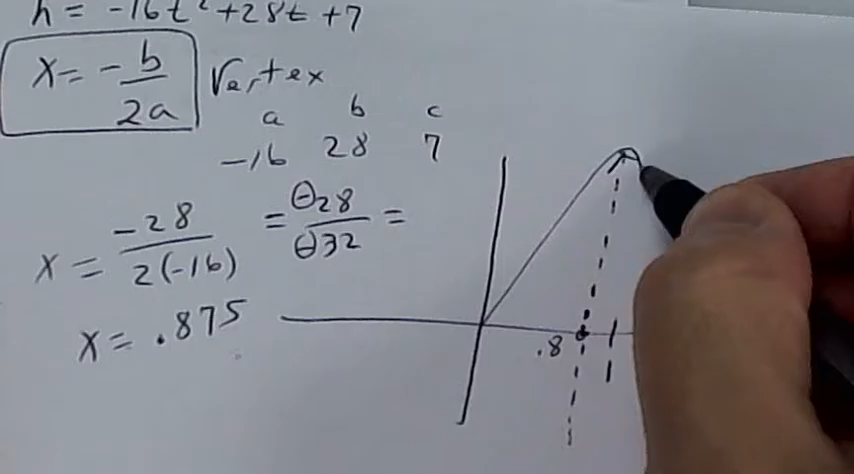 h = -16t² + 28t + 7
x = -b/2a Vertex
a b c
-16 28 7
x = -28/2(-16) = ⊖28/⊖32 =
x = .875
.8 1